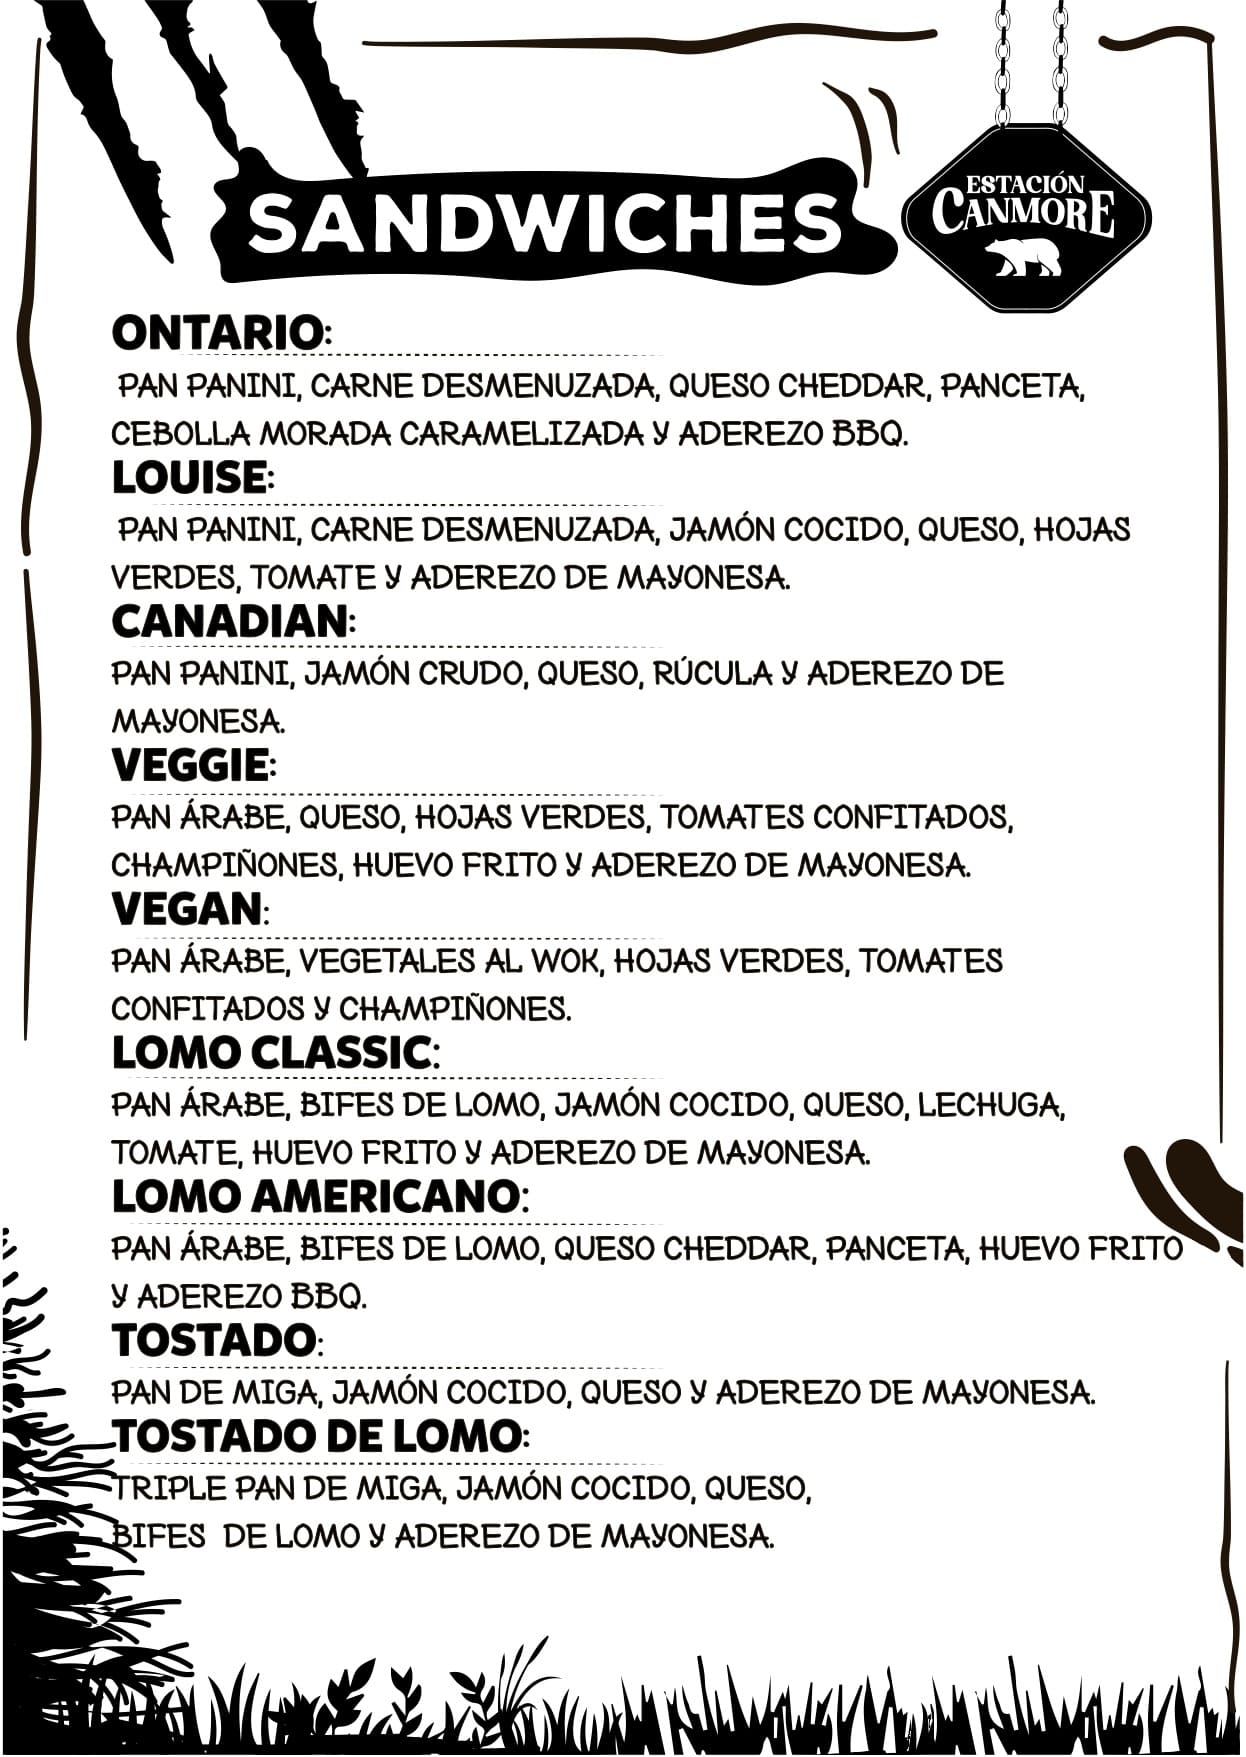 ESTACIÓN
CANMORE
SANDWICHES
ONTARIO:
PAN PANINI, CARNE DESMENUZADA, QUESO CHEDDAR, PANCETA,
CEBOLLA MORADA CARAMELIZADA Y ADEREZO BBQ.
LOUISE:
PAN PANINI, CARNE DESMENUZADA, JAMÓN COCIDO, QUESO, HOJAS
VERDES, TOMATE Y ADEREZO DE MAYONESA.
CANADIAN:
PAN PANINI, JAMÓN CRUDO, QUESO, RÚCULA Y ADEREZO DE
MAYONESA.
VEGGIE:
PAN ÁRABE, QUESO, HOJAS VERDES, TOMATES CONFITADOS,
CHAMPIÑONES, HUEVO FRITO Y ADEREZO DE MAYONESA.
VEGAN:
PAN ÁRABE, VEGETALES AL WOK, HOJAS VERDES, TOMATES
CONFITADOS Y CHAMPIÑONES.
LOMO CLASSIC:
PAN ÁRABE, BIFES DE LOMO, JAMÓN COCIDO, QUESO, LECHUGA,
TOMATE, HUEVO FRITO Y ADEREZO DE MAYONESA.
LOMO AMERICANO:
PAN ÁRABE, BIFES DE LOMO, QUESO CHEDDAR, PANCETA, HUEVO FRITO
Y ADEREZO BBQ.
TOSTADO:
PAN DE MIGA, JAMÓN COCIDO, QUESO Y ADEREZO DE MAYONESA.
TOSTADO DE LOMO:
TRIPLE PAN DE MIGA, JAMÓN COCIDO, QUESO,
BIFES DE LOMO Y ADEREZO DE MAYONESA.